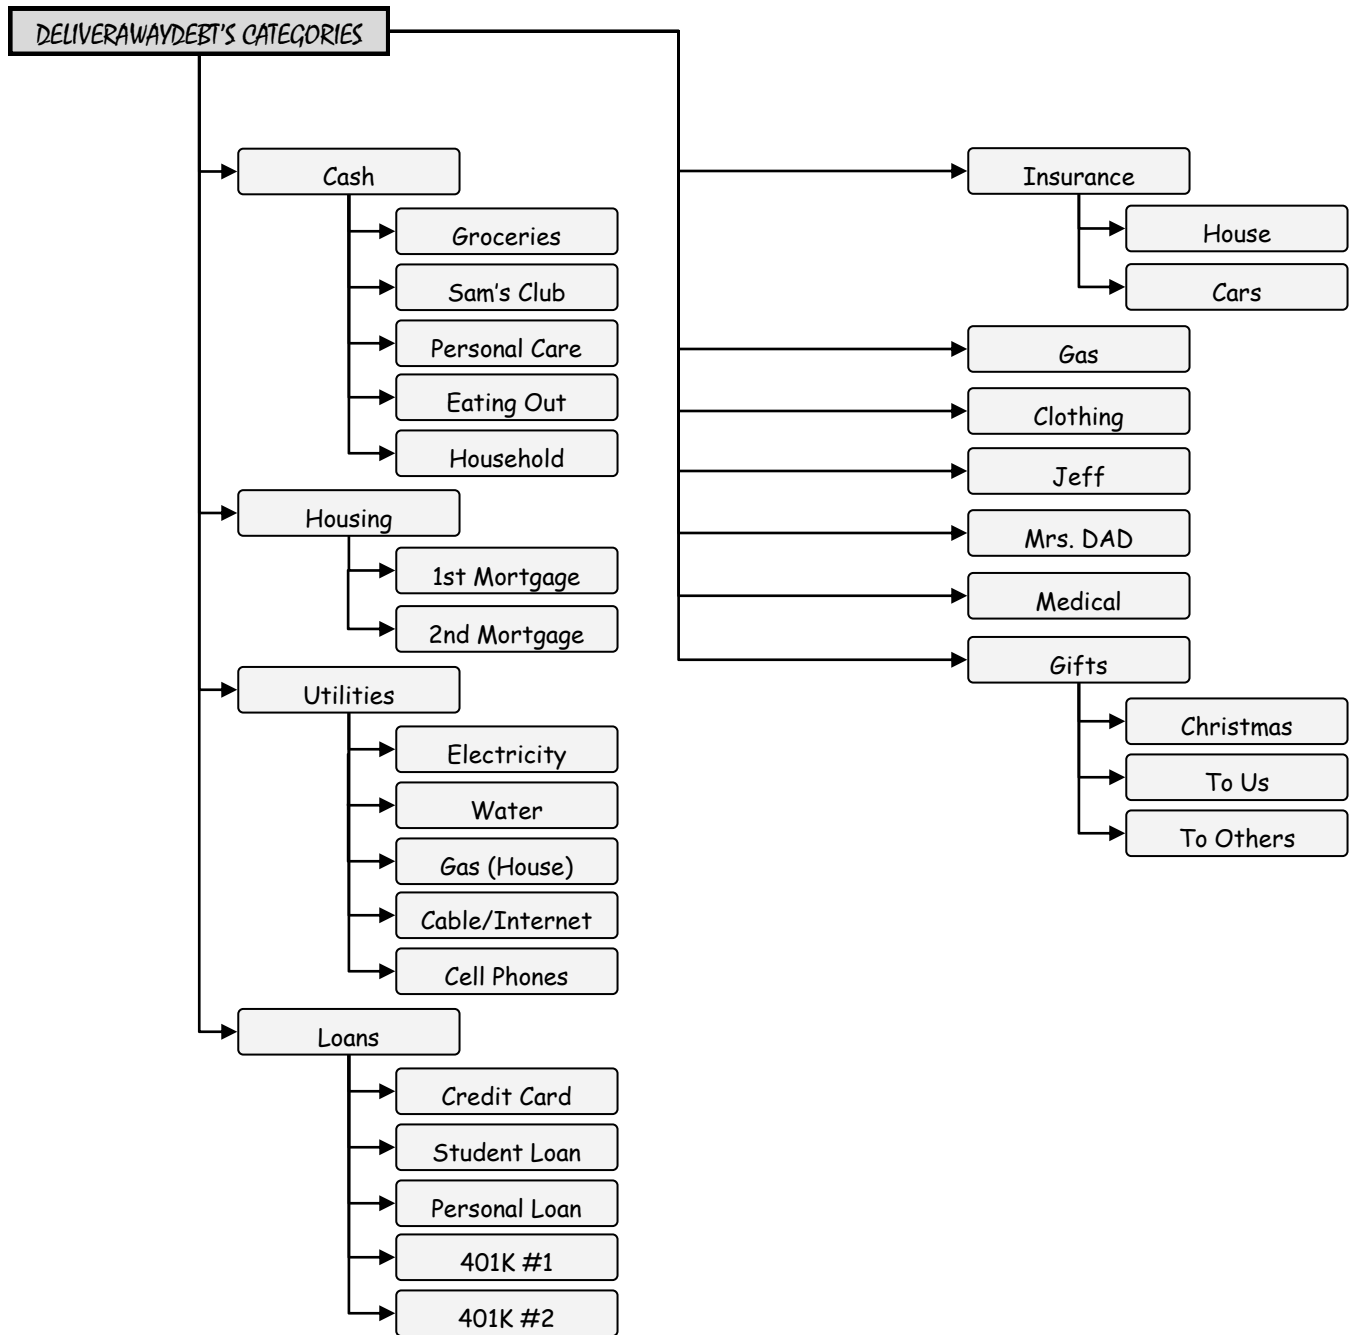 DELIVERAWAYDEBT'S CATEGORIES
Cash
Groceries
Sam's Club
Personal Care
Eating Out
Household
Housing
1st Mortgage
2nd Mortgage
Utilities
Electricity
Water
Gas (House)
Cable/Internet
Cell Phones
Loans
Credit Card
Student Loan
Personal Loan
401K #1
401K #2
Insurance
House
Cars
Gas
Clothing
Jeff
Mrs. DAD
Medical
Gifts
Christmas
To Us
To Others